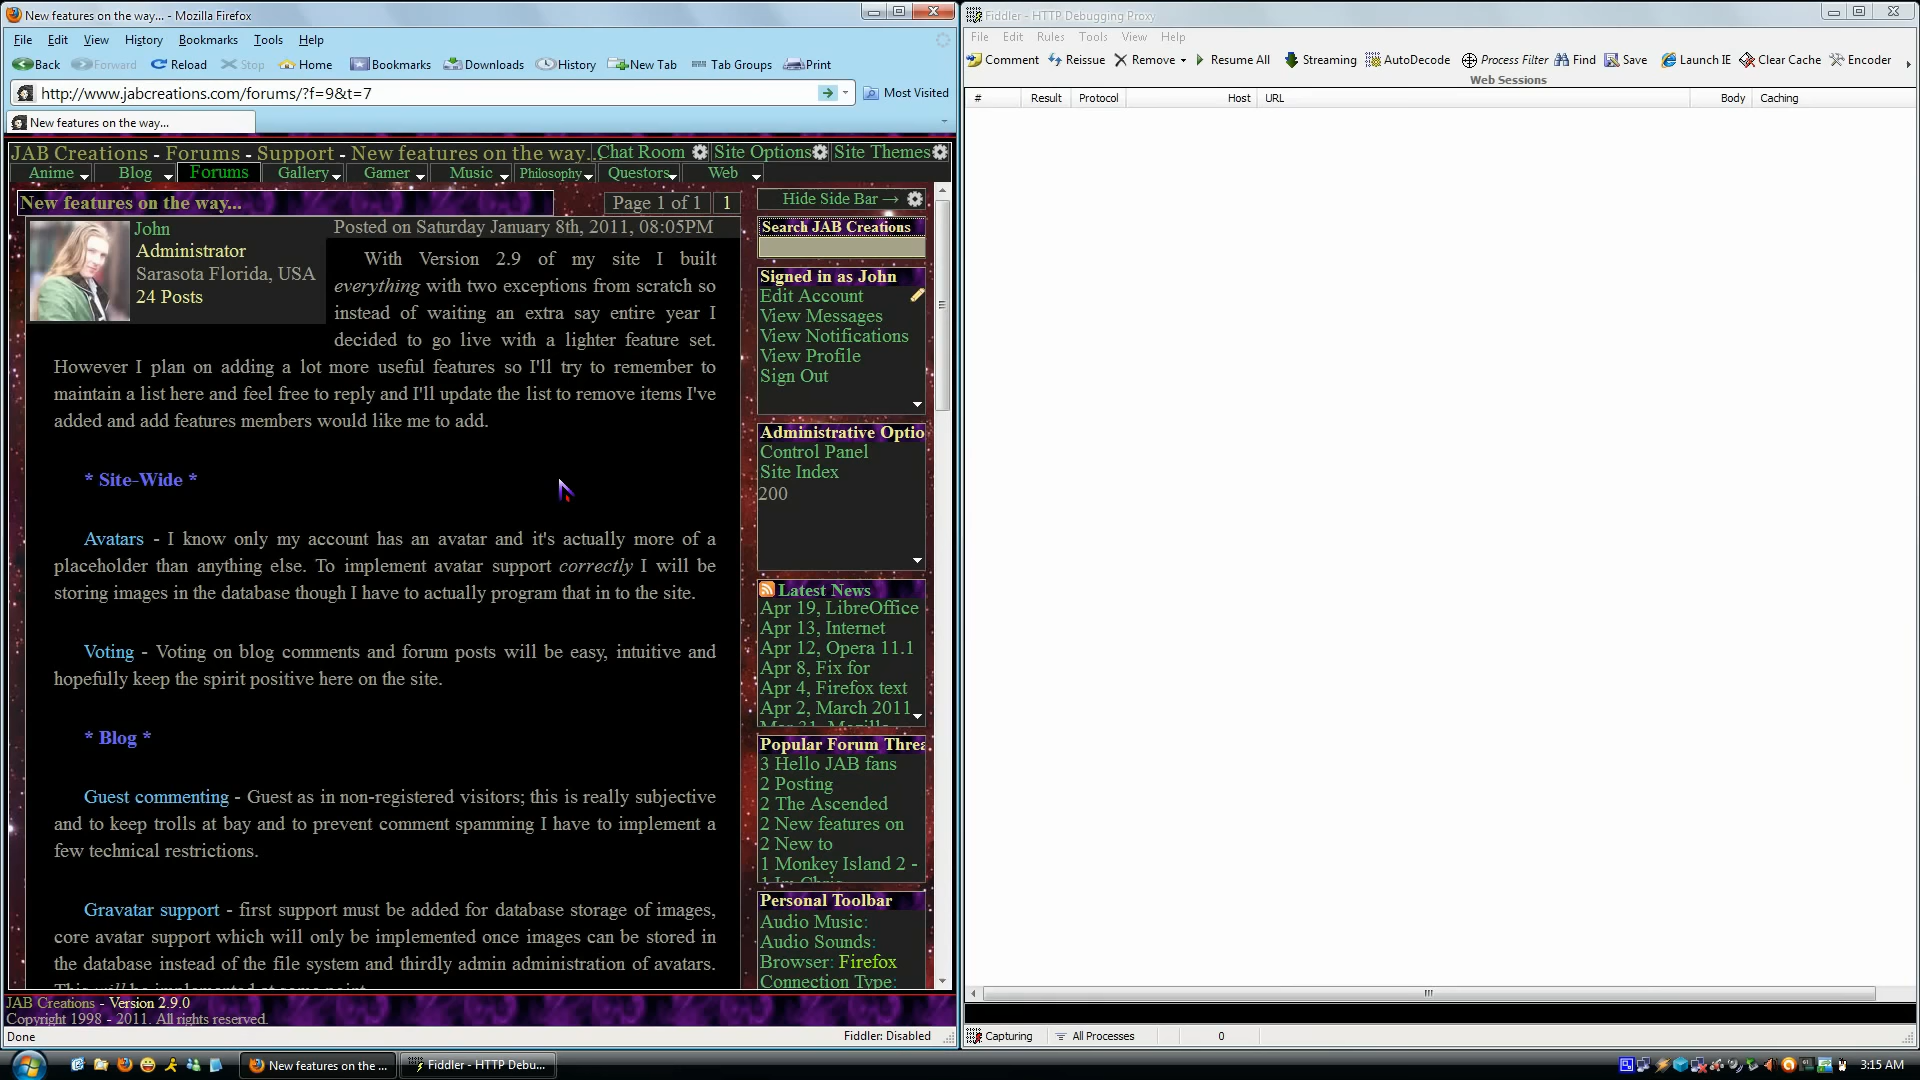 New features on the way... - Mozilla Firefox
File Edit View History Bookmarks Tools Help
Back Forward Reload Stop Home Bookmarks Downloads History New Tab Tab Groups Print
http://www.jabcreations.com/forums/?f=9&t=7
Most Visited
New features on the way...
JAB Creations - Forums - Support - New features on the way...
Chat Room Site Options Site Themes
Anime Blog Forums Gallery Gamer Music Philosophy Questors Web
New features on the way...
Page 1 of 1 1
John
Administrator
Sarasota Florida, USA
24 Posts
Posted on Saturday January 8th, 2011, 08:05PM
With Version 2.9 of my site I built
everything with two exceptions from scratch so
instead of waiting an extra say entire year I
decided to go live with a lighter feature set.
However I plan on adding a lot more useful features so I'll try to remember to
maintain a list here and feel free to reply and I'll update the list to remove items I've
added and add features members would like me to add.
* Site-Wide *
Avatars - I know only my account has an avatar and it's actually more of a
placeholder than anything else. To implement avatar support correctly I will be
storing images in the database though I have to actually program that in to the site.
Voting - Voting on blog comments and forum posts will be easy, intuitive and
hopefully keep the spirit positive here on the site.
* Blog *
Guest commenting - Guest as in non-registered visitors; this is really subjective
and to keep trolls at bay and to prevent comment spamming I have to implement a
few technical restrictions.
Gravatar support - first support must be added for database storage of images,
core avatar support which will only be implemented once images can be stored in
the database instead of the file system and thirdly admin administration of avatars.
This will be implemented at some point.
Hide Side Bar →
Search JAB Creations
Signed in as John
Edit Account
View Messages
View Notifications
View Profile
Sign Out
Administrative Optio
Control Panel
Site Index
200
Latest News
Apr 19, LibreOffice
Apr 13, Internet
Apr 12, Opera 11.1
Apr 8, Fix for
Apr 4, Firefox text
Apr 2, March 2011
Mar 31, Mozilla
Popular Forum Threa
3 Hello JAB fans
2 Posting
2 The Ascended
2 New features on
2 New to
1 Monkey Island 2 -
Personal Toolbar
Audio Music:
Audio Sounds:
Browser: Firefox
Connection Type:
JAB Creations - Version 2.9.0
Copyright 1998 - 2011. All rights reserved.
Done
Fiddler: Disabled
Fiddler - HTTP Debugging Proxy
File Edit Rules Tools View Help
Comment Reissue Remove Resume All Streaming AutoDecode Process Filter Find Save Launch IE Clear Cache Encoder
Web Sessions
# Result Protocol Host URL Body Caching
Capturing All Processes 0
New features on the ...
Fiddler - HTTP Debu...
3:15 AM